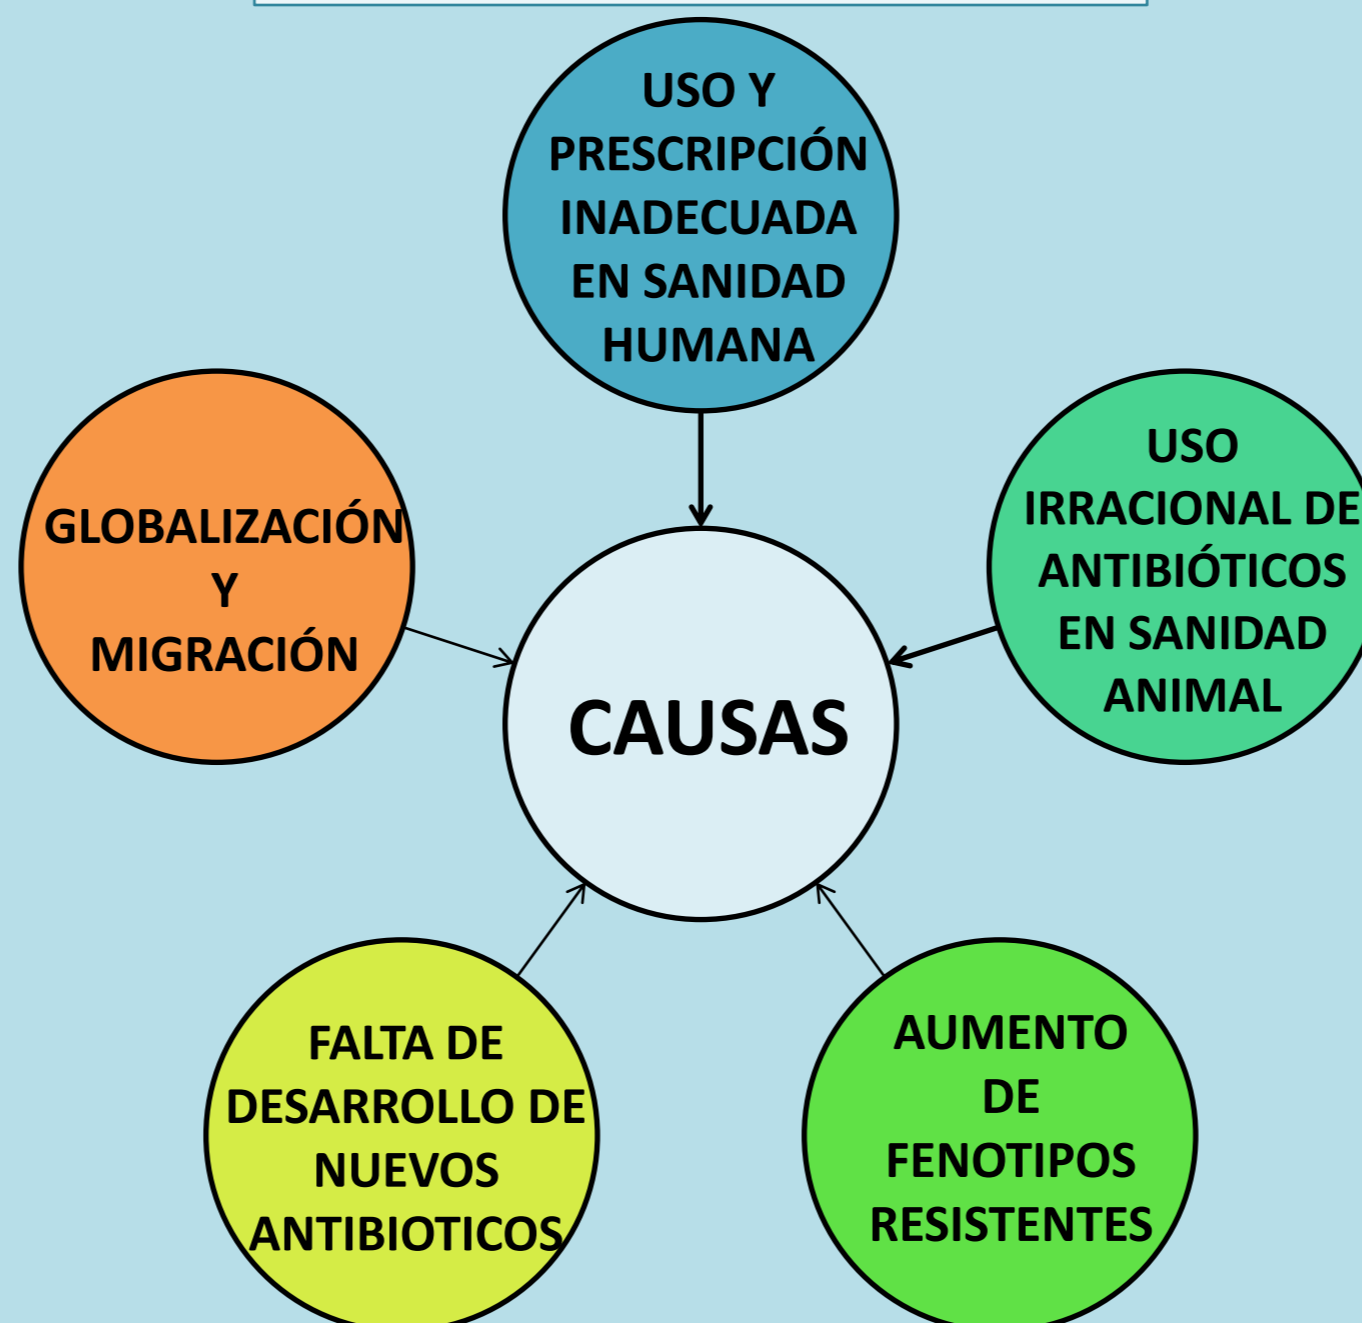 USO Y
PRESCRIPCIÓN
INADECUADA
EN SANIDAD
HUMANA
GLOBALIZACIÓN
Y
MIGRACIÓN
USO
IRRACIONAL DE
ANTIBIÓTICOS
EN SANIDAD
ANIMAL
CAUSAS
FALTA DE
DESARROLLO DE
NUEVOS
ANTIBIOTICOS
AUMENTO
DE
FENOTIPOS
RESISTENTES